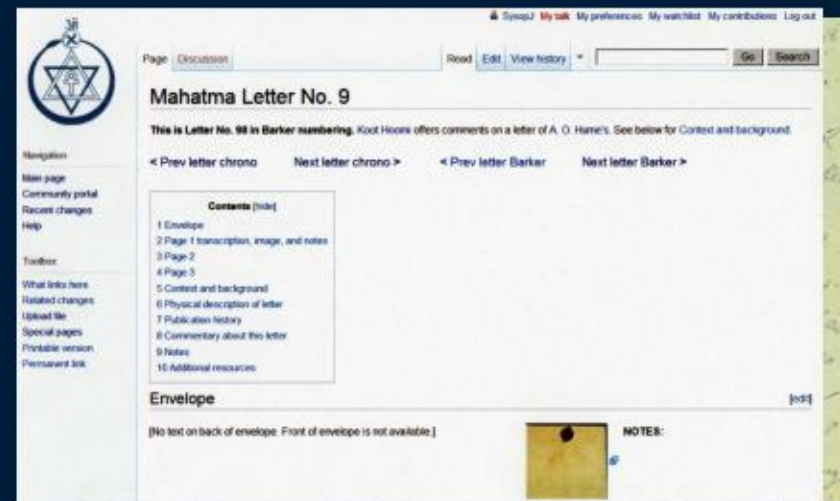 SysopJ My talk My preferences My watchlist My contributions Log out
Page Discussion Read Edit View history Go Search
Mahatma Letter No. 9
This is Letter No. 98 in Barker numbering. Koot Hoomi offers comments on a letter of A. O. Hume's. See below for Context and background.
< Prev letter chrono Next letter chrono > < Prev letter Barker Next letter Barker >
Navigation
Main page
Community portal
Recent changes
Help
Toolbox
What links here
Related changes
Upload file
Special pages
Printable version
Permanent link
Contents [hide]
1 Envelope
2 Page 1 transcription, image, and notes
3 Page 2
4 Page 3
5 Context and background
6 Physical description of letter
7 Publication history
8 Commentary about this letter
9 Notes
10 Additional resources
Envelope [edit]
[No text on back of envelope. Front of envelope is not available.] NOTES: